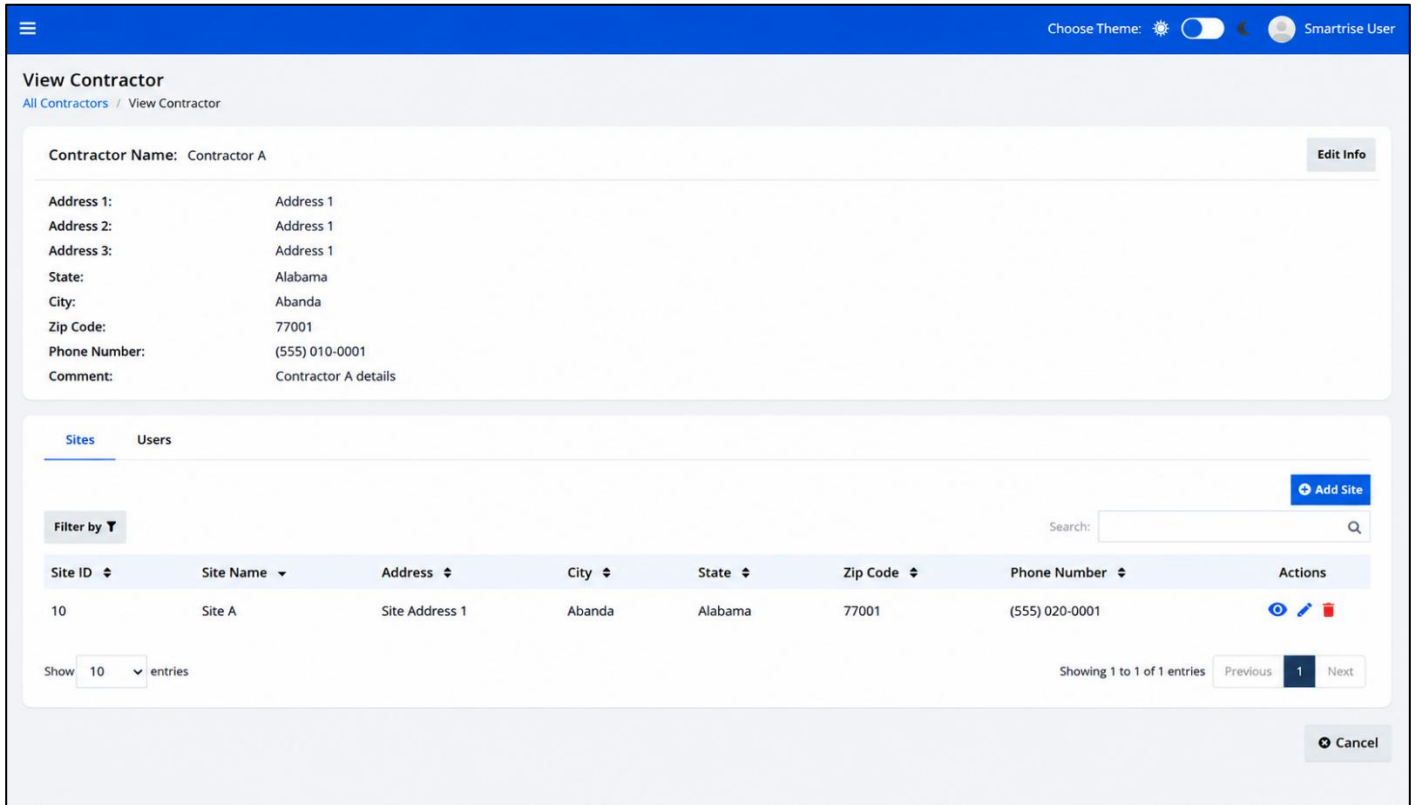 Choose Theme: Smartrise User
View Contractor
All Contractors / View Contractor
Contractor Name: Contractor A Edit Info
Address 1: Address 1
Address 2: Address 1
Address 3: Address 1
State: Alabama
City: Abanda
Zip Code: 77001
Phone Number: (555) 010-0001
Comment: Contractor A details
Sites Users
Add Site
Filter by Search:
Site ID Site Name Address City State Zip Code Phone Number Actions
10 Site A Site Address 1 Abanda Alabama 77001 (555) 020-0001
Show 10 entries Showing 1 to 1 of 1 entries Previous 1 Next
Cancel